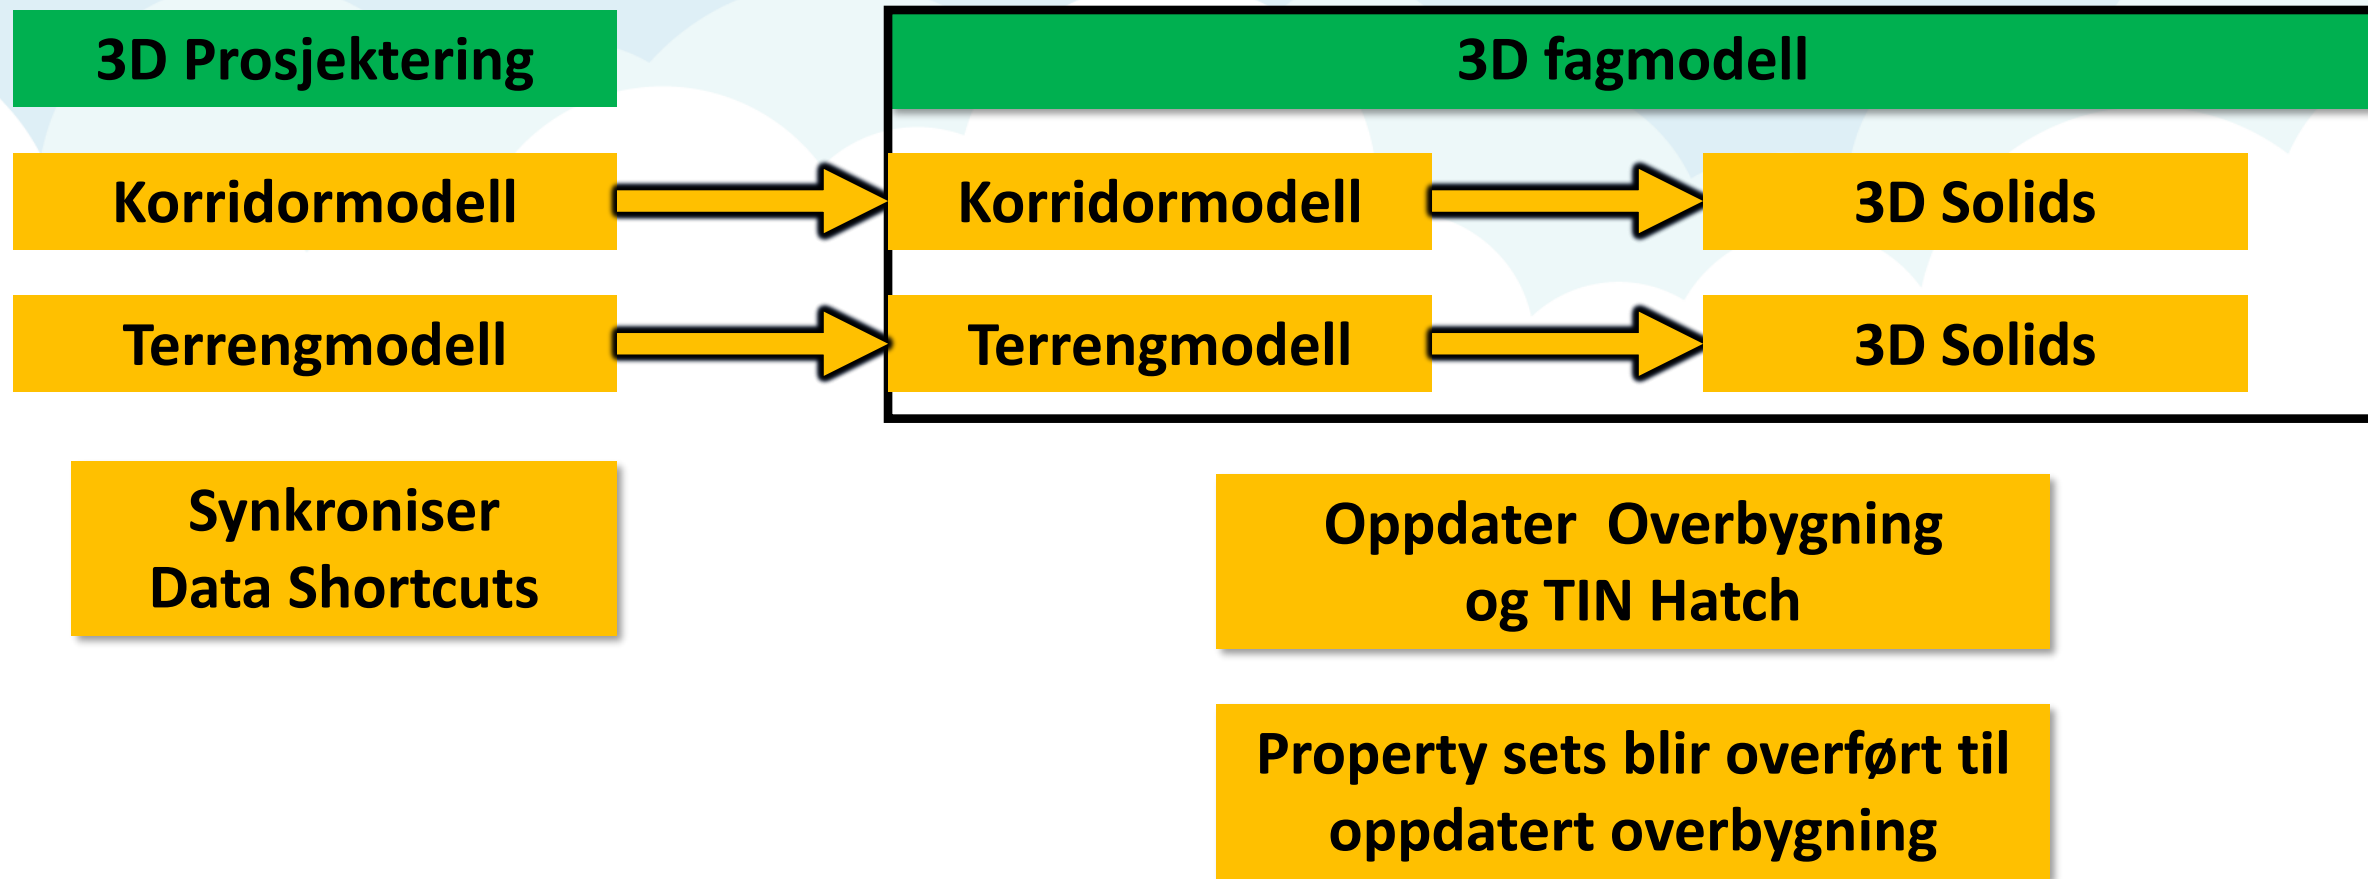 3D Prosjektering
3D fagmodell
Korridormodell
Korridormodell
3D Solids
Terrengmodell
Terrengmodell
3D Solids
Synkroniser
Data Shortcuts
Oppdater  Overbygning
og TIN Hatch
Property sets blir overført til
oppdatert overbygning